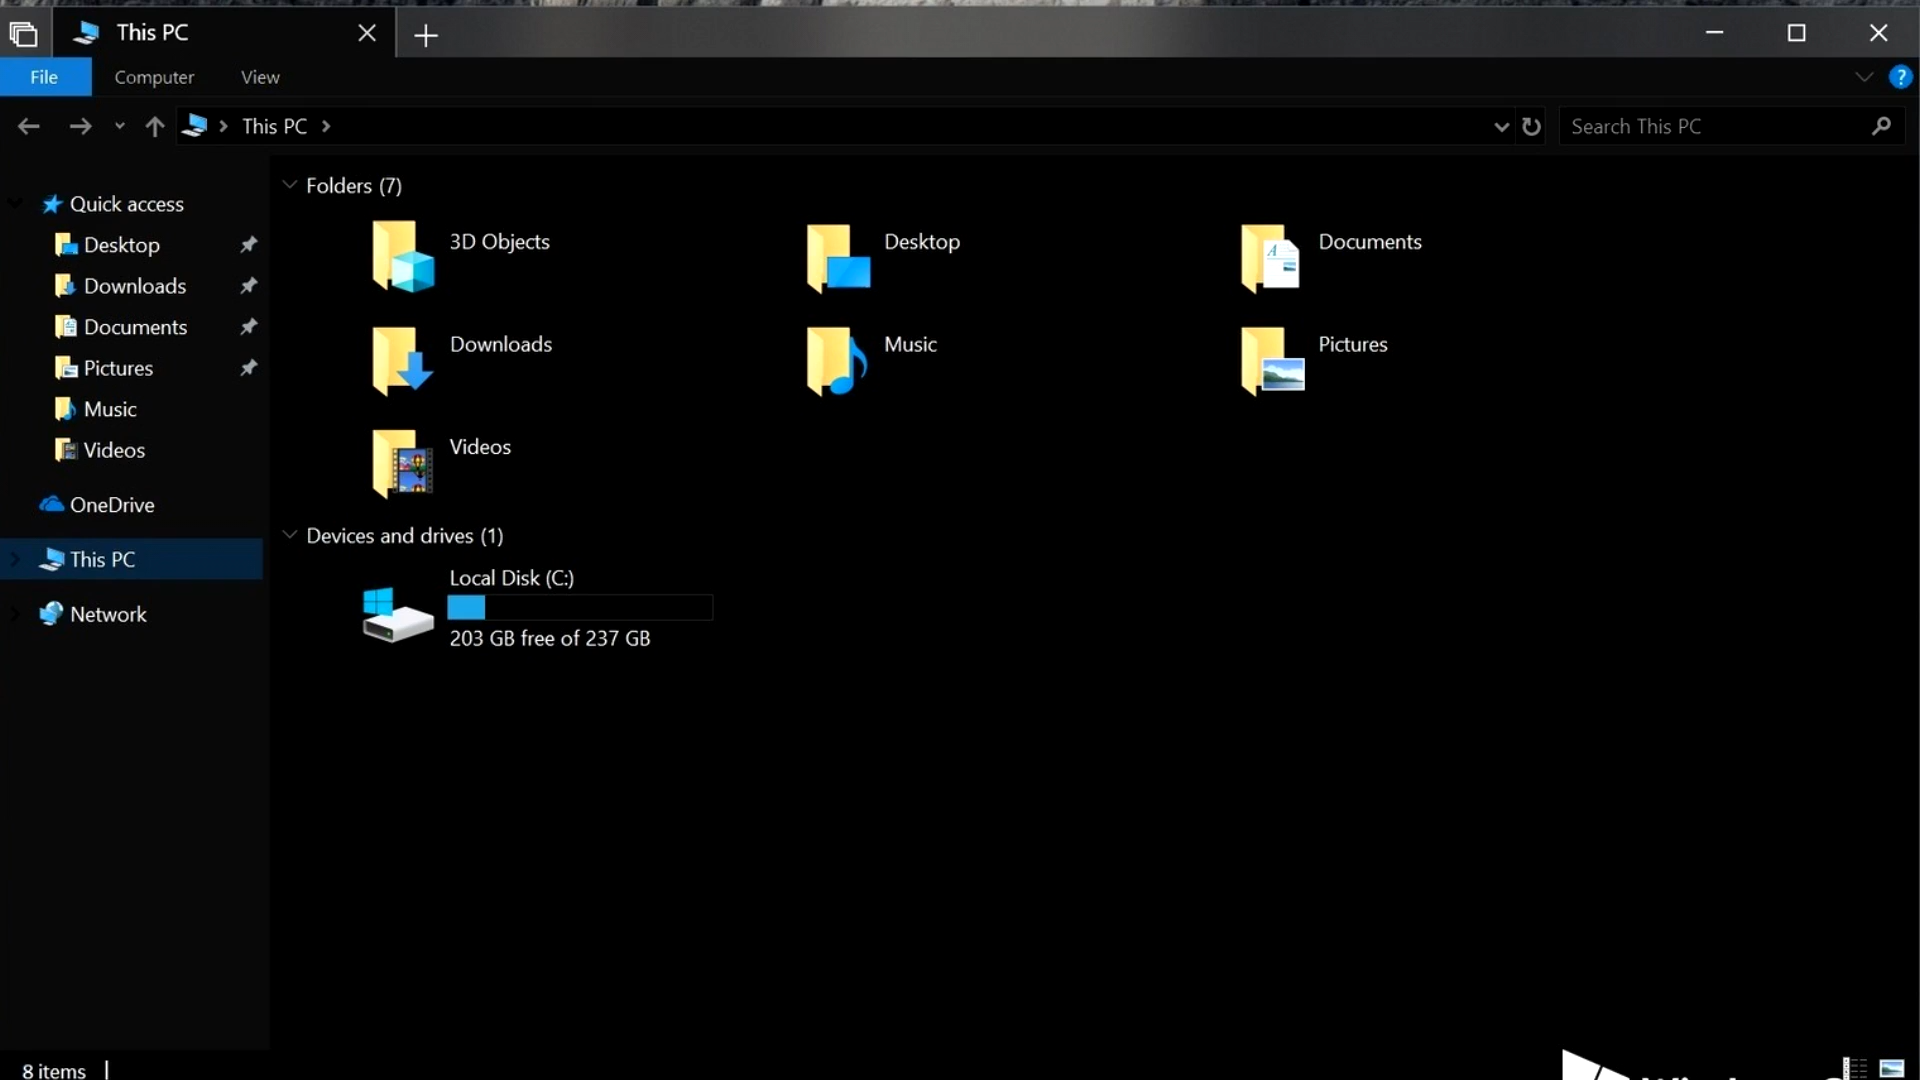 This PC
File Computer View
This PC
Search This PC
Quick access
Desktop
Downloads
Documents
Pictures
Music
Videos
OneDrive
This PC
Network
Folders (7)
3D Objects
Desktop
Documents
Downloads
Music
Pictures
Videos
Devices and drives (1)
Local Disk (C:)
203 GB free of 237 GB
8 items